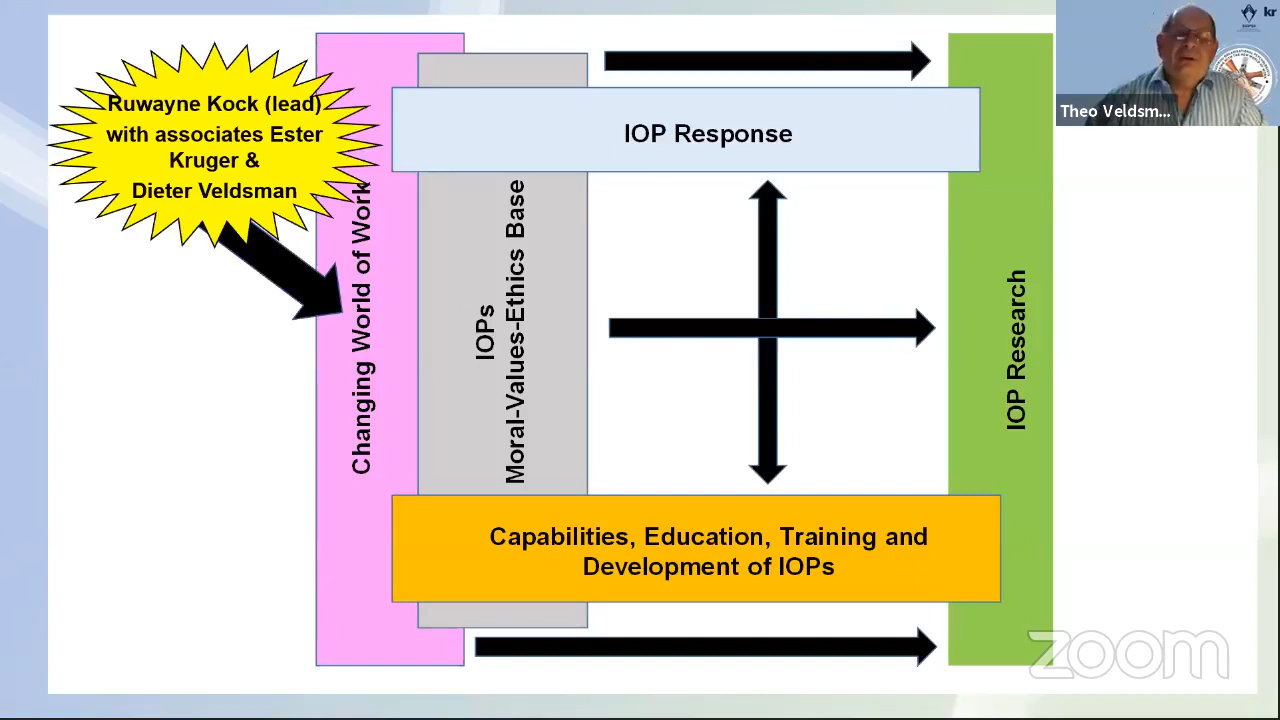 Ruwayne Kock (lead)
with associates Ester
Kruger &
Dieter Veldsman
Changing World of Work
IOPs
Moral-Values-Ethics Base
IOP Response
IOP Research
Capabilities, Education, Training and
Development of IOPs
kr
Theo Veldsm...
zoom